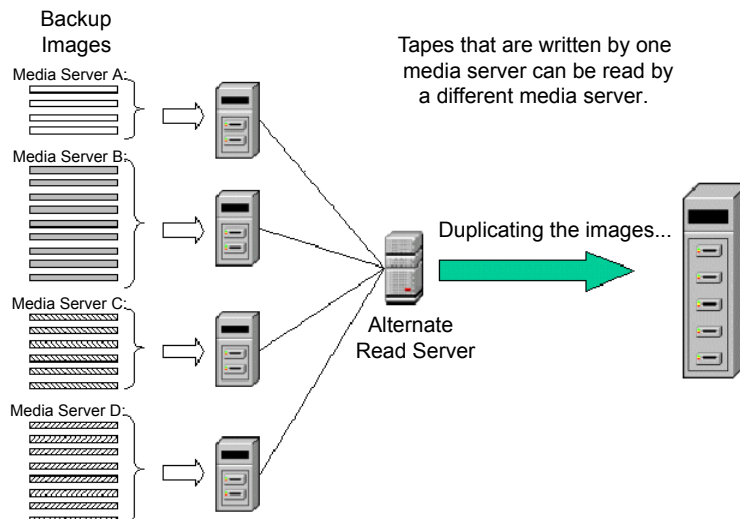 Backup
Images
Tapes that are written by one
media server can be read by
a different media server.
Media Server A:
Media Server B:
Duplicating the images...
Media Server C:
Alternate
Read Server
Media Server D: